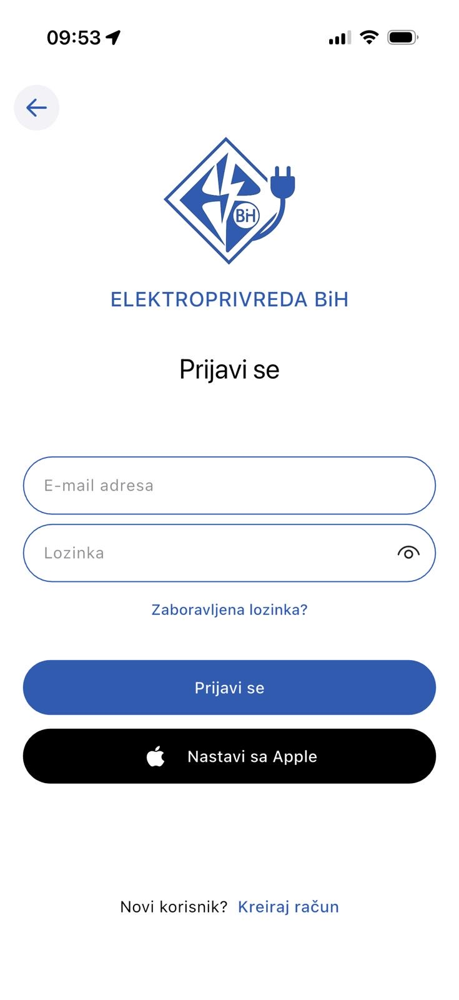 09:53
BiH
ELEKTROPRIVREDA BiH
Prijavi se
E-mail adresa
Lozinka
Zaboravljena lozinka?
Prijavi se
Nastavi sa Apple
Novi korisnik? Kreiraj račun